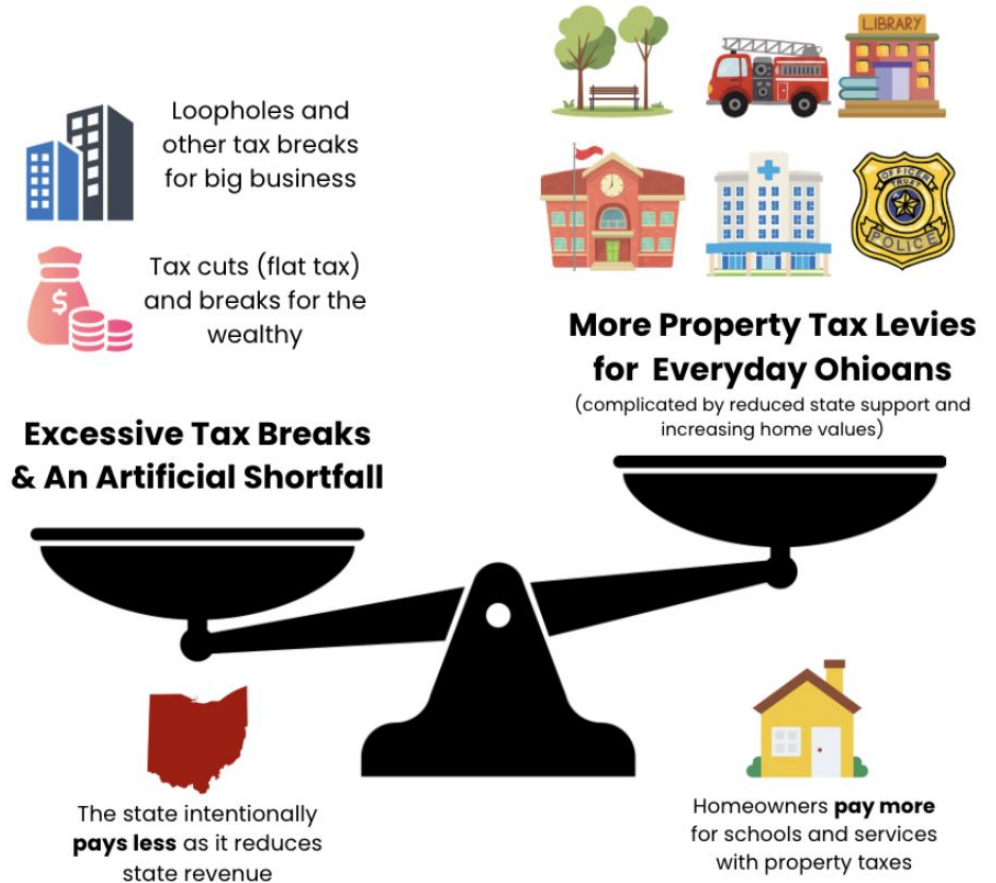 Loopholes and
other tax breaks
for big business
$
Tax cuts (flat tax)
and breaks for the
wealthy
Excessive Tax Breaks
& An Artificial Shortfall
The state intentionally
pays less as it reduces
state revenue
LIBRARY
OFFICER
TRUST
POLICE
More Property Tax Levies
for Everyday Ohioans
(complicated by reduced state support and
increasing home values)
Homeowners pay more
for schools and services
with property taxes